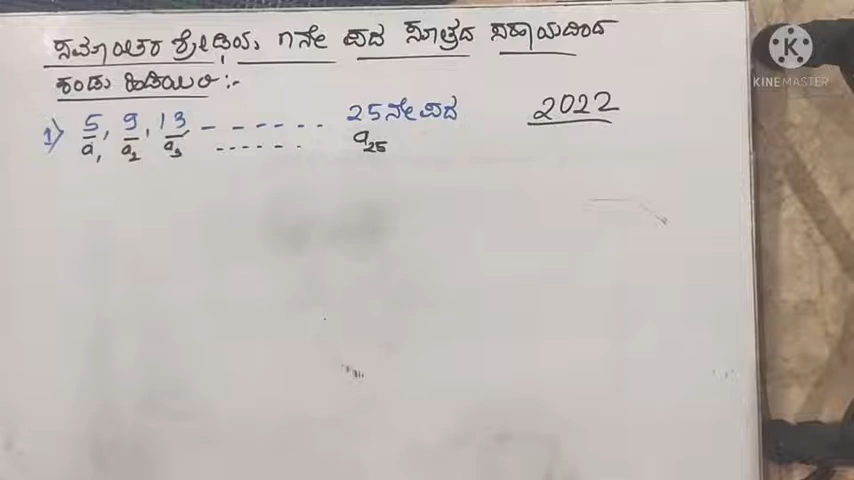 ಸಮಾಂತರ ಶ್ರೇಢಿಯ, nನೇ ಪದ ಸೂತ್ರದ ಸಹಾಯದಿಂದ
ಕಂಡು ಹಿಡಿಯಿರಿ :-
1) 5, 9, 13, - - - - - . . 25ನೇ ಪದ 2022
a₁ a₂ a₃ - - - - - . a₂₅
KINEMASTER